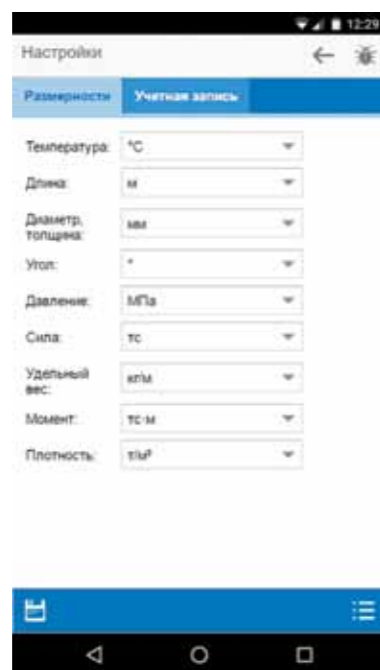 12:29
Настройки
Размерности Учетная запись
Температура: °C
Длина: м
Диаметр, толщина: мм
Угол: °
Давление: МПа
Сила: тс
Удельный вес: кг/м
Момент: тс·м
Плотность: т/м³